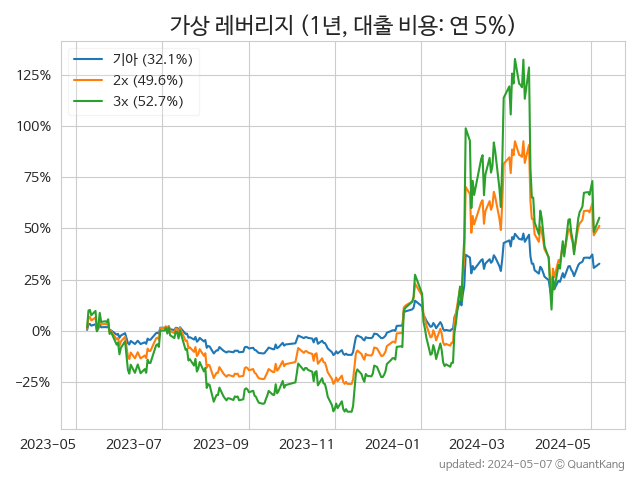 가상 레버리지 (1년, 대출 비용: 연 5%)
기아 (32.1%)
2x (49.6%)
3x (52.7%)
125%
100%
75%
50%
25%
0%
−25%
2023-05 2023-07 2023-09 2023-11 2024-01 2024-03 2024-05
updated: 2024-05-07 © QuantKang